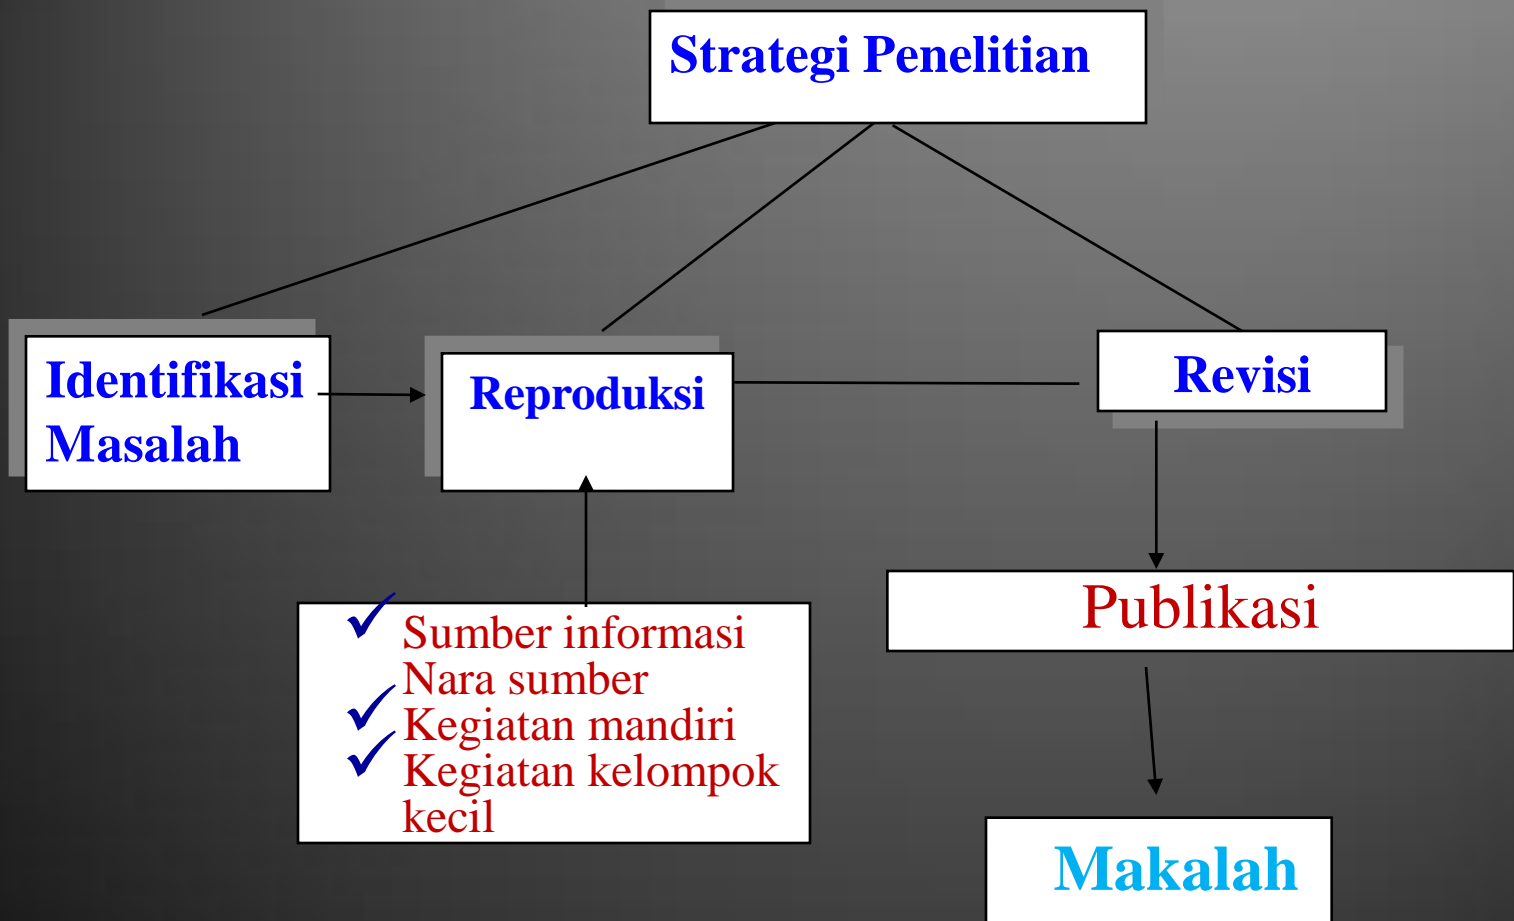 Strategi Penelitian
Identifikasi
Masalah
Reproduksi
Revisi
✓ Sumber informasi
Nara sumber
✓ Kegiatan mandiri
✓ Kegiatan kelompok
kecil
Publikasi
Makalah